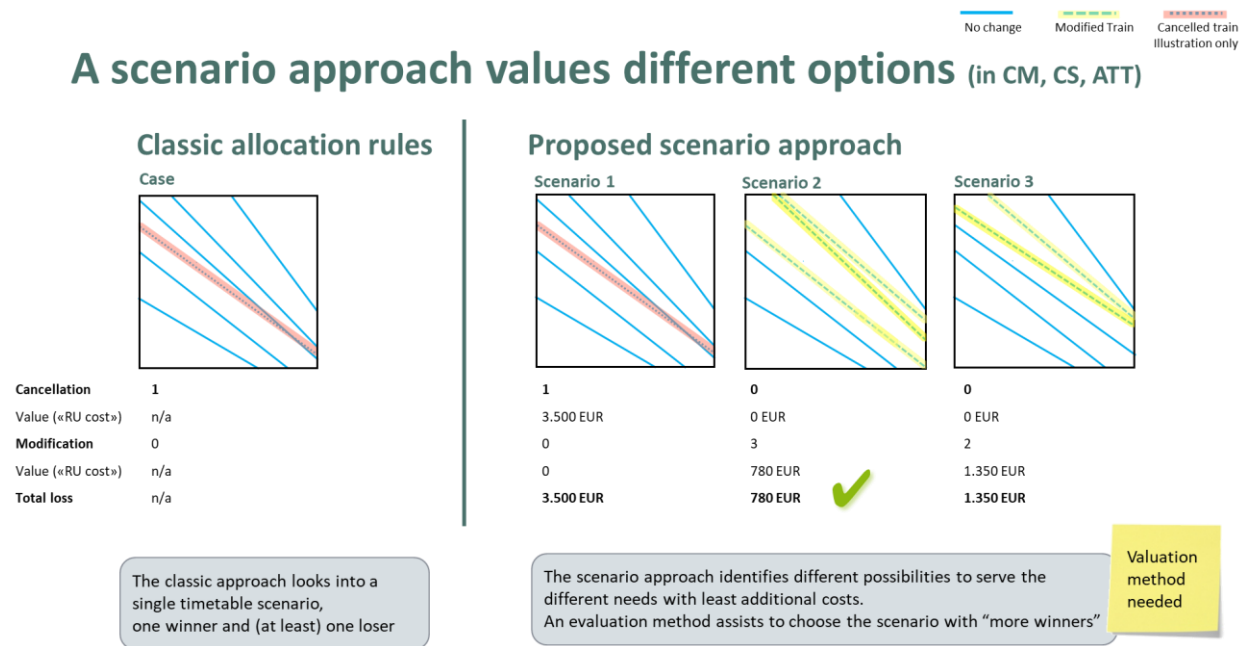 No change
Modified Train
Cancelled train
Illustration only
A scenario approach values different options (in CM, CS, ATT)
Classic allocation rules
Case
Proposed scenario approach
Scenario 1
Scenario 2
Scenario 3
Cancellation 1 1 0 0
Value («RU cost») n/a 3.500 EUR 0 EUR 0 EUR
Modification 0 0 3 2
Value («RU cost») n/a 0 780 EUR 1.350 EUR
Total loss n/a 3.500 EUR 780 EUR 1.350 EUR
The classic approach looks into a
single timetable scenario,
one winner and (at least) one loser
The scenario approach identifies different possibilities to serve the
different needs with least additional costs.
An evaluation method assists to choose the scenario with “more winners”
Valuation
method
needed